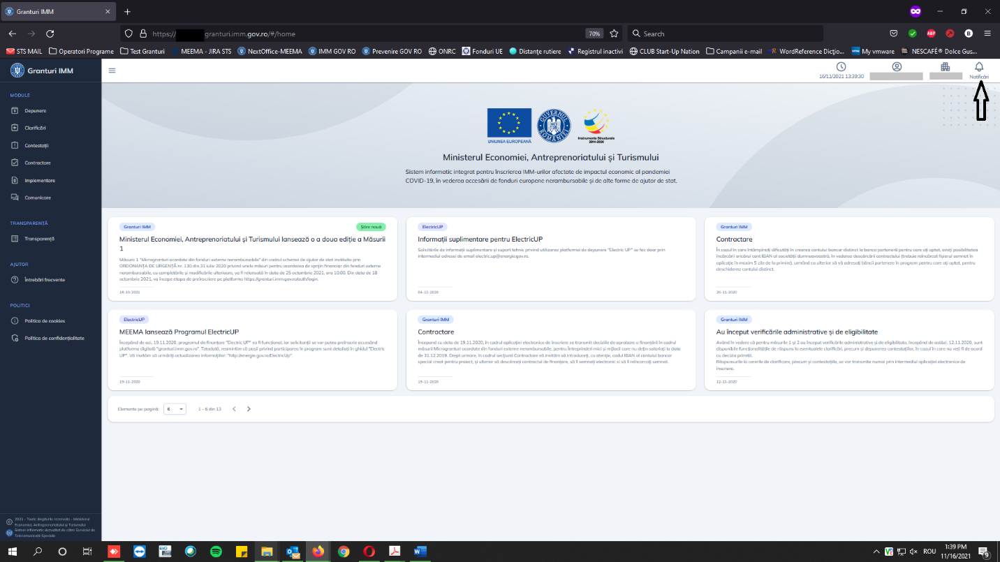 Granturi IMM
https://
granturi.imm.gov.ro/#/home
70%
Search
STS MAIL
Operatori Programe
Test Granturi
MEEMA - JIRA STS
NextOffice-MEEMA
IMM GOV RO
Prevenire GOV RO
ONRC
Fonduri UE
Distanțe rutiere
Registrul inactivi
CLUB Start-Up Nation
Campanii e-mail
WordReference Dicțio...
My vmware
NESCAFÉ® Dolce Gus...
Granturi IMM
16/11/2021 13:39:30
Notificări
MODULE
Depunere
Clarificări
Contestații
Contractare
Implementare
Comunicare
TRANSPARENȚĂ
Transparență
AJUTOR
Întrebări frecvente
POLITICI
Politica de cookies
Politica de confidențialitate
2021 - Toate drepturile rezervate - Ministerul
Economiei, Antreprenoriatului și Turismului
Sistem informatic dezvoltat de către Serviciul de
Telecomunicații Speciale
UNIUNEA EUROPEANĂ
GUVERNUL ROMÂNIEI
Instrumente Structurale
2014-2020
Ministerul Economiei, Antreprenoriatului și Turismului
Sistem informatic integrat pentru înscrierea IMM-urilor afectate de impactul economic al pandemiei
COVID-19, în vederea accesării de fonduri europene nerambursabile și de alte forme de ajutor de stat.
Granturi IMM
Știre nouă
Ministerul Economiei, Antreprenoriatului și Turismului lansează o a doua ediție a Măsurii
1
Măsura 1 "Microgranturi acordate din fonduri externe nerambursabile" din cadrul schemei de ajutor de stat instituite prin
ORDONANȚA DE URGENȚĂ nr. 130 din 31 iulie 2020 privind unele măsuri pentru acordarea de sprijin financiar din fonduri externe
nerambursabile, cu completările și modificările ulterioare, va fi relansată în data de 25 octombrie 2021, ora 10:00. Din data de 18
octombrie 2021, va începe etapa de preînscriere pe platforma https://granturi.imm.gov.ro/auth/login.
18-10-2021
ElectricUP
Informații suplimentare pentru ElectricUP
Solicitările de informații suplimentare și suport tehnic privind utilizarea platformei de depunere "Electric UP" se fac doar prin
intermediul adresei de email electric.up@energie.gov.ro.
04-11-2020
Granturi IMM
Contractare
În cazul în care întâmpinați dificultăți în crearea contului bancar distinct la banca parteneră pentru care ați optat, aveți posibilitatea
încărcării oricărui cont IBAN al societății dumneavoastră, în vederea descărcării contractului (trebuie reîncărcat fișierul semnat în
aplicație în maxim 5 zile de la primire), urmând ca ulterior să vă adresați băncii partenere în program pentru care ați optat, pentru
deschiderea contului distinct.
20-11-2020
ElectricUP
MEEMA lansează Programul ElectricUP
Începând de azi, 19.11.2020, programul de finanțare "Electric UP" va fi funcțional, iar solicitanții se vor putea preînscrie accesând
platforma digitală "granturi.imm.gov.ro". Totodată, reamintim că pașii privind participarea în program sunt detaliați în ghidul "Electric
UP". Vă invităm să urmăriți actualizarea informațiilor: "http://energie.gov.ro/ElectricUp".
19-11-2020
Granturi IMM
Contractare
Începand cu data de 19.11.2020, în cadrul aplicației electronice de înscriere se transmit deciziile de aprobare a finanțării în cadrul
măsurii Microgranturi acordate din fonduri externe nerambursabile, pentru Întreprinderi mici și mijlocii care nu dețin salariați la data
de 31.12.2019. Drept urmare, în cadrul secțiunii Contractare vă invităm să introduceți, cu atenție, codul IBAN al contului bancar
special creat pentru proiect, și ulterior să descărcați contractul de finanțare, să îl semnați electronic si să îl reîncarcați semnat.
19-11-2020
Granturi IMM
Au început verificările administrative și de eligibilitate
Având în vedere că pentru măsurile 1 și 2 au început verificările administrative și de eligibilitate, începând de astăzi, 12.11.2020, sunt
disponibile funcționalitățile de răspuns la eventualele clarificări, precum și depunerea contestațiilor, în cazul în care nu veți fi de acord
cu decizia primită.
Răspunsurile la cererile de clarificare, precum și contestațiile, se vor transmite numai prin intermediul aplicației electronice de
înscriere.
12-11-2020
Elemente pe pagină:
6
1 - 6 din 13
ROU
1:39 PM
11/16/2021
9